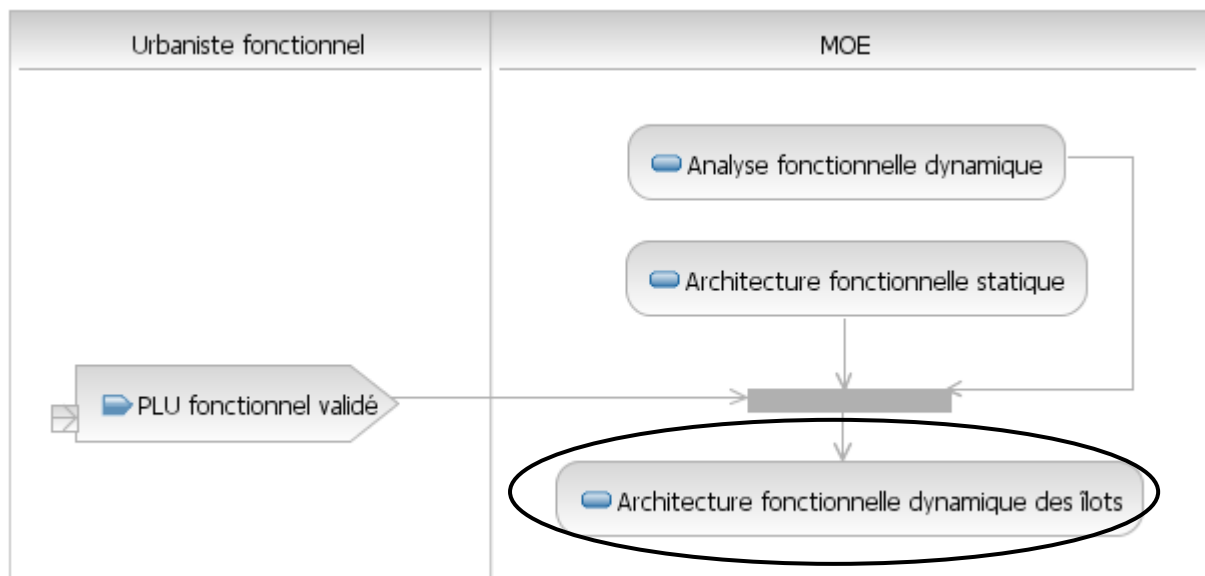 Urbaniste fonctionnel
MOE
Analyse fonctionnelle dynamique
Architecture fonctionnelle statique
PLU fonctionnel validé
Architecture fonctionnelle dynamique des îlots